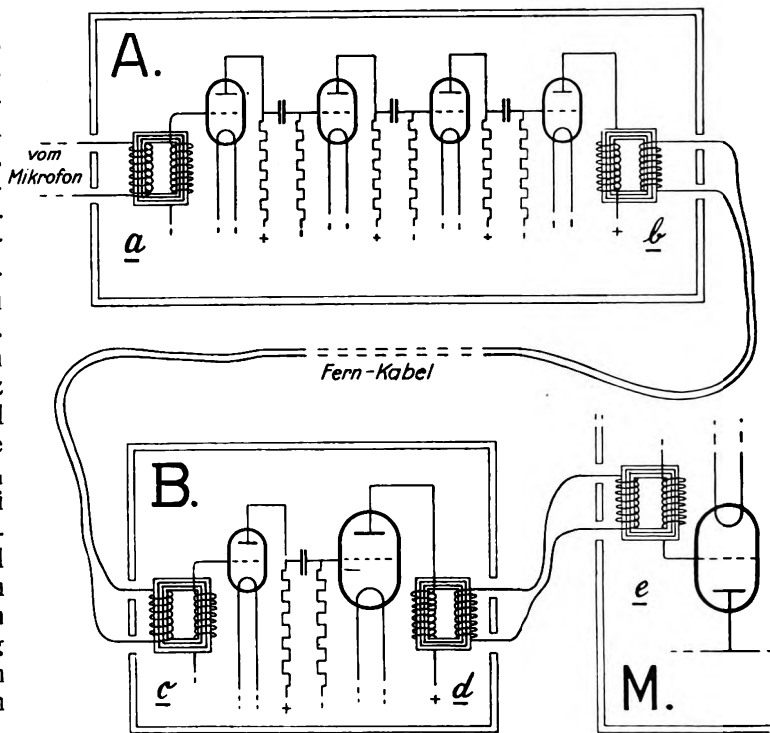 A.
vom
Mikrofon
a
b
+ + + +
Fern-Kabel
B.
c
d
+ +
e
M.